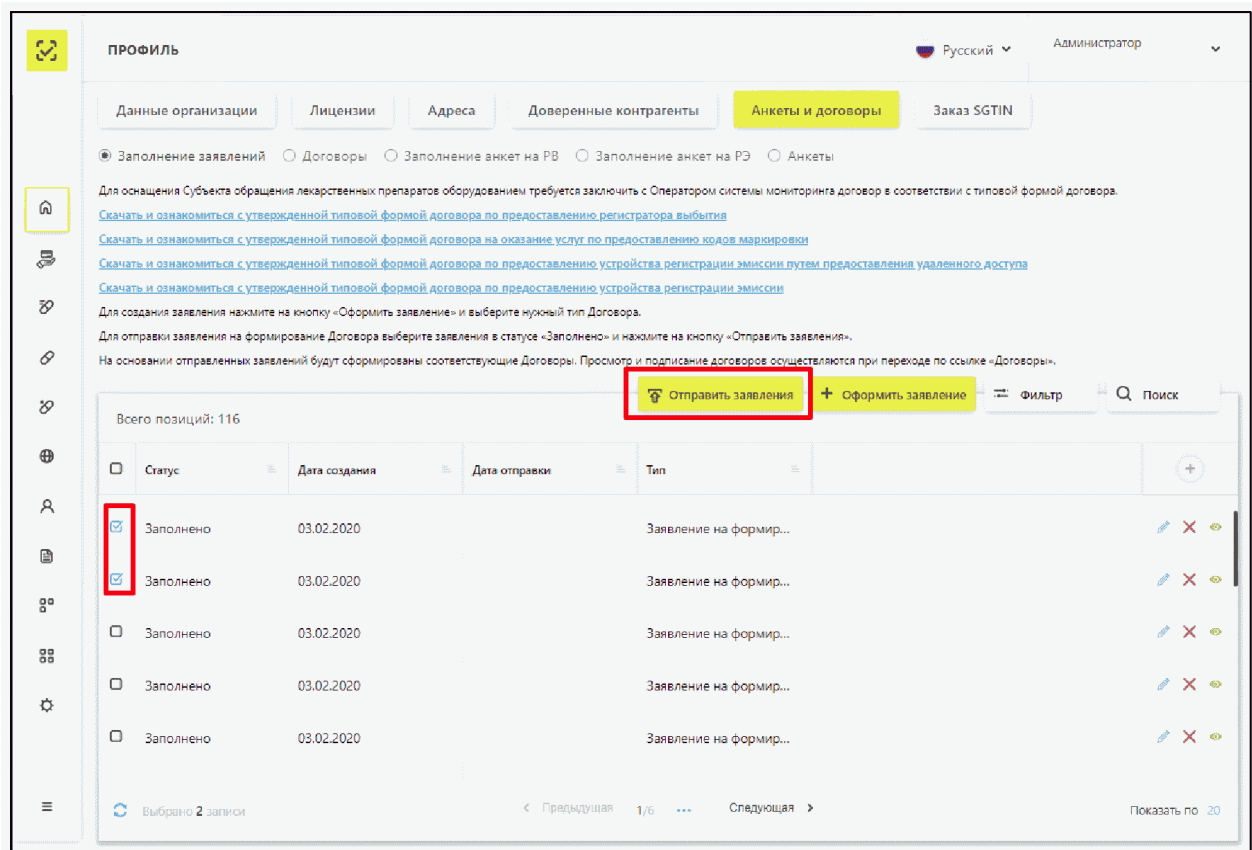 ПРОФИЛЬ
Русский
Администратор
Данные организации Лицензии Адреса Доверенные контрагенты Анкеты и договоры Заказ SGTIN
Заполнение заявлений Договоры Заполнение анкет на РВ Заполнение анкет на РЭ Анкеты
Для оснащения Субъекта обращения лекарственных препаратов оборудованием требуется заключить с Оператором системы мониторинга договор в соответствии с типовой формой договора.
Скачать и ознакомиться с утвержденной типовой формой договора по предоставлению регистратора выбытия
Скачать и ознакомиться с утвержденной типовой формой договора на оказание услуг по предоставлению кодов маркировки
Скачать и ознакомиться с утвержденной типовой формой договора по предоставлению устройства регистрации эмиссии путем предоставления удаленного доступа
Скачать и ознакомиться с утвержденной типовой формой договора по предоставлению устройства регистрации эмиссии
Для создания заявления нажмите на кнопку «Оформить заявление» и выберите нужный тип Договора.
Для отправки заявления на формирование Договора выберите заявления в статусе «Заполнено» и нажмите на кнопку «Отправить заявления».
На основании отправленных заявлений будут сформированы соответствующие Договоры. Просмотр и подписание договоров осуществляются при переходе по ссылке «Договоры».
Отправить заявления + Оформить заявление Фильтр Поиск
Всего позиций: 116
Статус Дата создания Дата отправки Тип
Заполнено 03.02.2020 Заявление на формир...
Заполнено 03.02.2020 Заявление на формир...
Заполнено 03.02.2020 Заявление на формир...
Заполнено 03.02.2020 Заявление на формир...
Заполнено 03.02.2020 Заявление на формир...
Выбрано 2 записи < Предыдущая 1/6 ... Следующая > Показать по 20